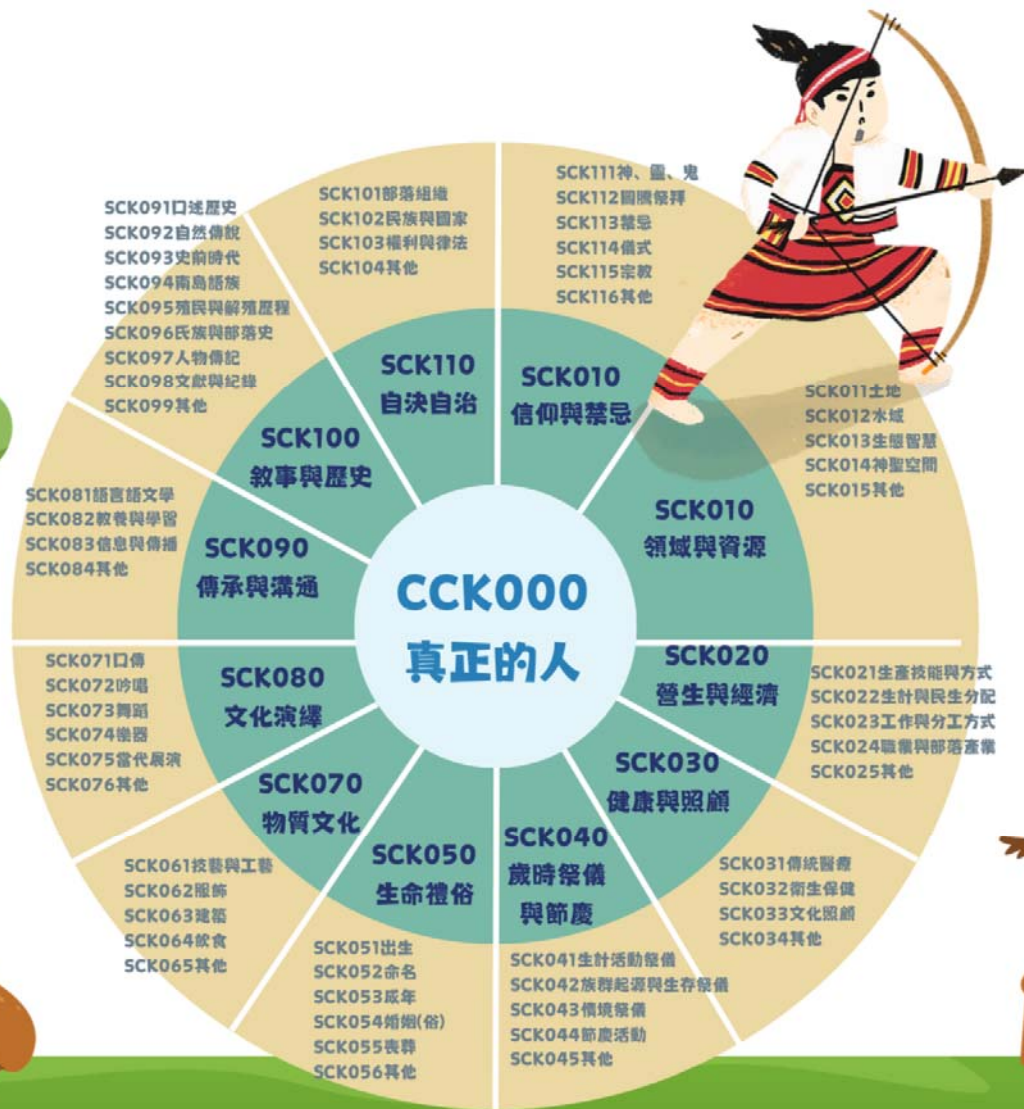 CCK000
真正的人
SCK010
信仰與禁忌
SCK111神、靈、鬼
SCK112圖騰祭拜
SCK113禁忌
SCK114儀式
SCK115宗教
SCK116其他
SCK010
領域與資源
SCK011土地
SCK012水域
SCK013生態智慧
SCK014神聖空間
SCK015其他
SCK020
營生與經濟
SCK021生產技能與方式
SCK022生計與民生分配
SCK023工作與分工方式
SCK024職業與部落產業
SCK025其他
SCK030
健康與照顧
SCK031傳統醫療
SCK032衛生保健
SCK033文化照顧
SCK034其他
SCK040
歲時祭儀
與節慶
SCK041生計活動祭儀
SCK042族群起源與生存祭儀
SCK043情境祭儀
SCK044節慶活動
SCK045其他
SCK050
生命禮俗
SCK051出生
SCK052命名
SCK053成年
SCK054婚姻(俗)
SCK055喪葬
SCK056其他
SCK070
物質文化
SCK061技藝與工藝
SCK062服飾
SCK063建築
SCK064飲食
SCK065其他
SCK080
文化演繹
SCK071口傳
SCK072吟唱
SCK073舞蹈
SCK074樂器
SCK075當代展演
SCK076其他
SCK090
傳承與溝通
SCK081語言語文學
SCK082教養與學習
SCK083信息與傳播
SCK084其他
SCK100
敘事與歷史
SCK091口述歷史
SCK092自然傳說
SCK093史前時代
SCK094南島語族
SCK095殖民與解殖歷程
SCK096氏族與部落史
SCK097人物傳記
SCK098文獻與紀錄
SCK099其他
SCK110
自決自治
SCK101部落組織
SCK102民族與國家
SCK103權利與律法
SCK104其他